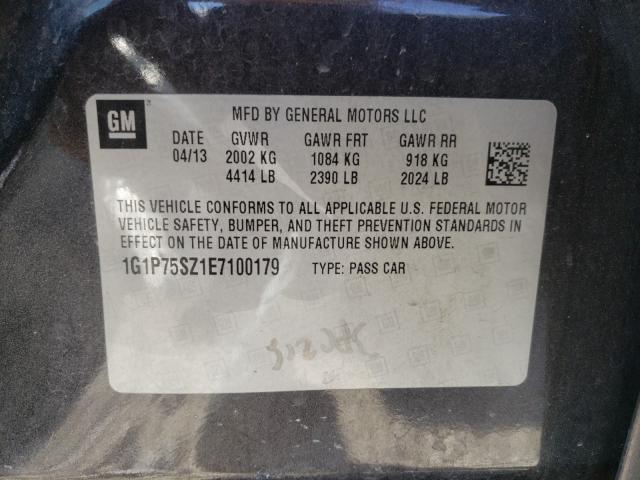 GM
MFD BY GENERAL MOTORS LLC
DATE GVWR GAWR FRT GAWR RR
04/13 2002 KG 1084 KG 918 KG
4414 LB 2390 LB 2024 LB
THIS VEHICLE CONFORMS TO ALL APPLICABLE U.S. FEDERAL MOTOR
VEHICLE SAFETY, BUMPER, AND THEFT PREVENTION STANDARDS IN
EFFECT ON THE DATE OF MANUFACTURE SHOWN ABOVE.
1G1P75SZ1E7100179 TYPE: PASS CAR